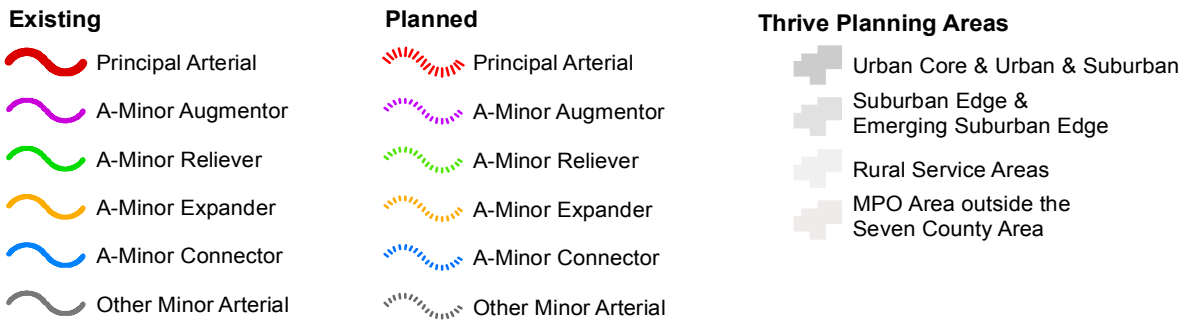 Existing
Principal Arterial
A-Minor Augmentor
A-Minor Reliever
A-Minor Expander
A-Minor Connector
Other Minor Arterial
Planned
Principal Arterial
A-Minor Augmentor
A-Minor Reliever
A-Minor Expander
A-Minor Connector
Other Minor Arterial
Thrive Planning Areas
Urban Core & Urban & Suburban
Suburban Edge &
Emerging Suburban Edge
Rural Service Areas
MPO Area outside the
Seven County Area